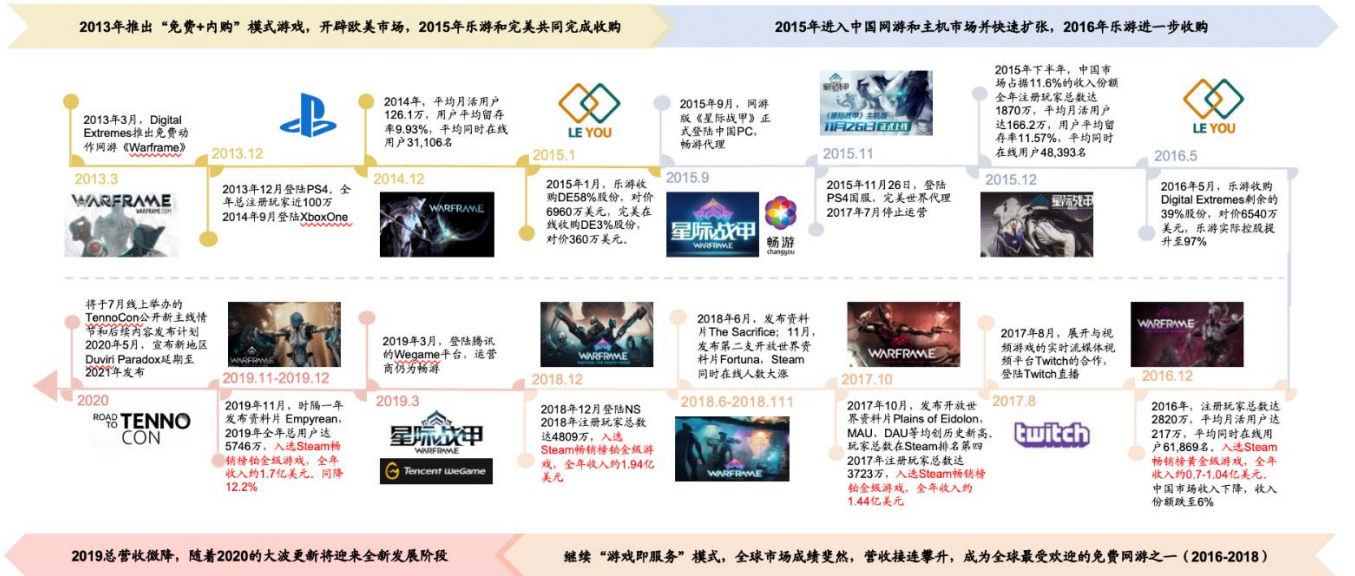 2013年推出“免费+内购”模式游戏，开辟欧美市场，2015年乐游和完美共同完成收购
2015年进入中国网游和主机市场并快速扩张，2016年乐游进一步收购
2013年3月，Digital
Extremes推出免费动
作网游《Warframe》
2013.3
WARFRAME
WARFRAME.COM
2013.12
2013年12月登陆PS4，全
年总注册玩家近100万
2014年9月登陆XboxOne
2014年，平均月活用户
126.1万，用户平均留存
率9.93%，平均同时在线
用户31,106名
2014.12
WARFRAME
LE YOU
2015.1
2015年1月，乐游收
购DE58%股份，对价
6960万美元，完美在
线收购DE3%股份，
对价360万美元。
2015年9月，网游
版《星际战甲》正
式登陆中国PC，
畅游代理
2015.9
星际战甲
WARFRAME
畅游
changyou
星际战甲
《星际战甲》主机版
11月26日 正式上线
2015.11
2015年11月26日，登陆
PS4国服，完美世界代理
2017年7月停止运营
2015年下半年，中国市
场占据11.6%的收入份额
全年注册玩家总数达
1870万，平均月活用户
达166.2万，用户平均留
存率11.57%，平均同时
在线用户48,393名
2015.12
星际战甲
LE YOU
2016.5
2016年5月，乐游收购
Digital Extremes剩余的
39%股份，对价6540万
美元，乐游实际控股提
升至97%
将于7月线上举办的
TennoCon公开新主线情
节和后续内容发布计划
2020年5月，宣布新地区
Duviri Paradox延期至
2021年发布
2020
ROAD TO TENNO
CON
WARFRAME
2019.11-2019.12
2019年11月，时隔一年
发布资料片 Empyrean，
2019年全年总用户达
5746万，入选Steam畅
销榜铂金级游戏，全年
收入约1.7亿美元。同降
12.2%
2019年3月，登陆腾讯
的Wegame平台，运营
商仍为畅游
2019.3
星际战甲
WARFRAME
Tencent WeGame
WARFRAME
2018.12
2018年12月登陆NS
2018年注册玩家总数
达4809万，入选
Steam畅销榜铂金级游
戏，全年收入约1.94亿
美元
2018年6月，发布资料
片The Sacrifice；11月，
发布第二支开放世界资
料片Fortuna，Steam
同时在线人数大涨
2018.6-2018.111
WARFRAME
WARFRAME
2017.10
2017年10月，发布开放世
界资料片Plains of Eidolon，
MAU、DAU等均创历史新高，
玩家总数在Steam排名第四
2017年注册玩家总数达
3723万，入选Steam畅销榜
铂金级游戏，全年收入约
1.44亿美元
2017年8月，展开与视
频游戏的实时流媒体视
频平台Twitch的合作，
登陆Twitch直播
2017.8
twitch
WARFRAME
2016.12
2016年，注册玩家总数达
2820万，平均月活用户达
217万，平均同时在线用
户61,869名。入选Steam
畅销榜黄金级游戏，全年
收入约0.7-1.04亿美元。
中国市场收入下降，收入
份额跌至6%
2019总营收微降，随着2020的大波更新将迎来全新发展阶段
继续“游戏即服务”模式，全球市场成绩斐然，营收接连攀升，成为全球最受欢迎的免费网游之一（2016-2018）